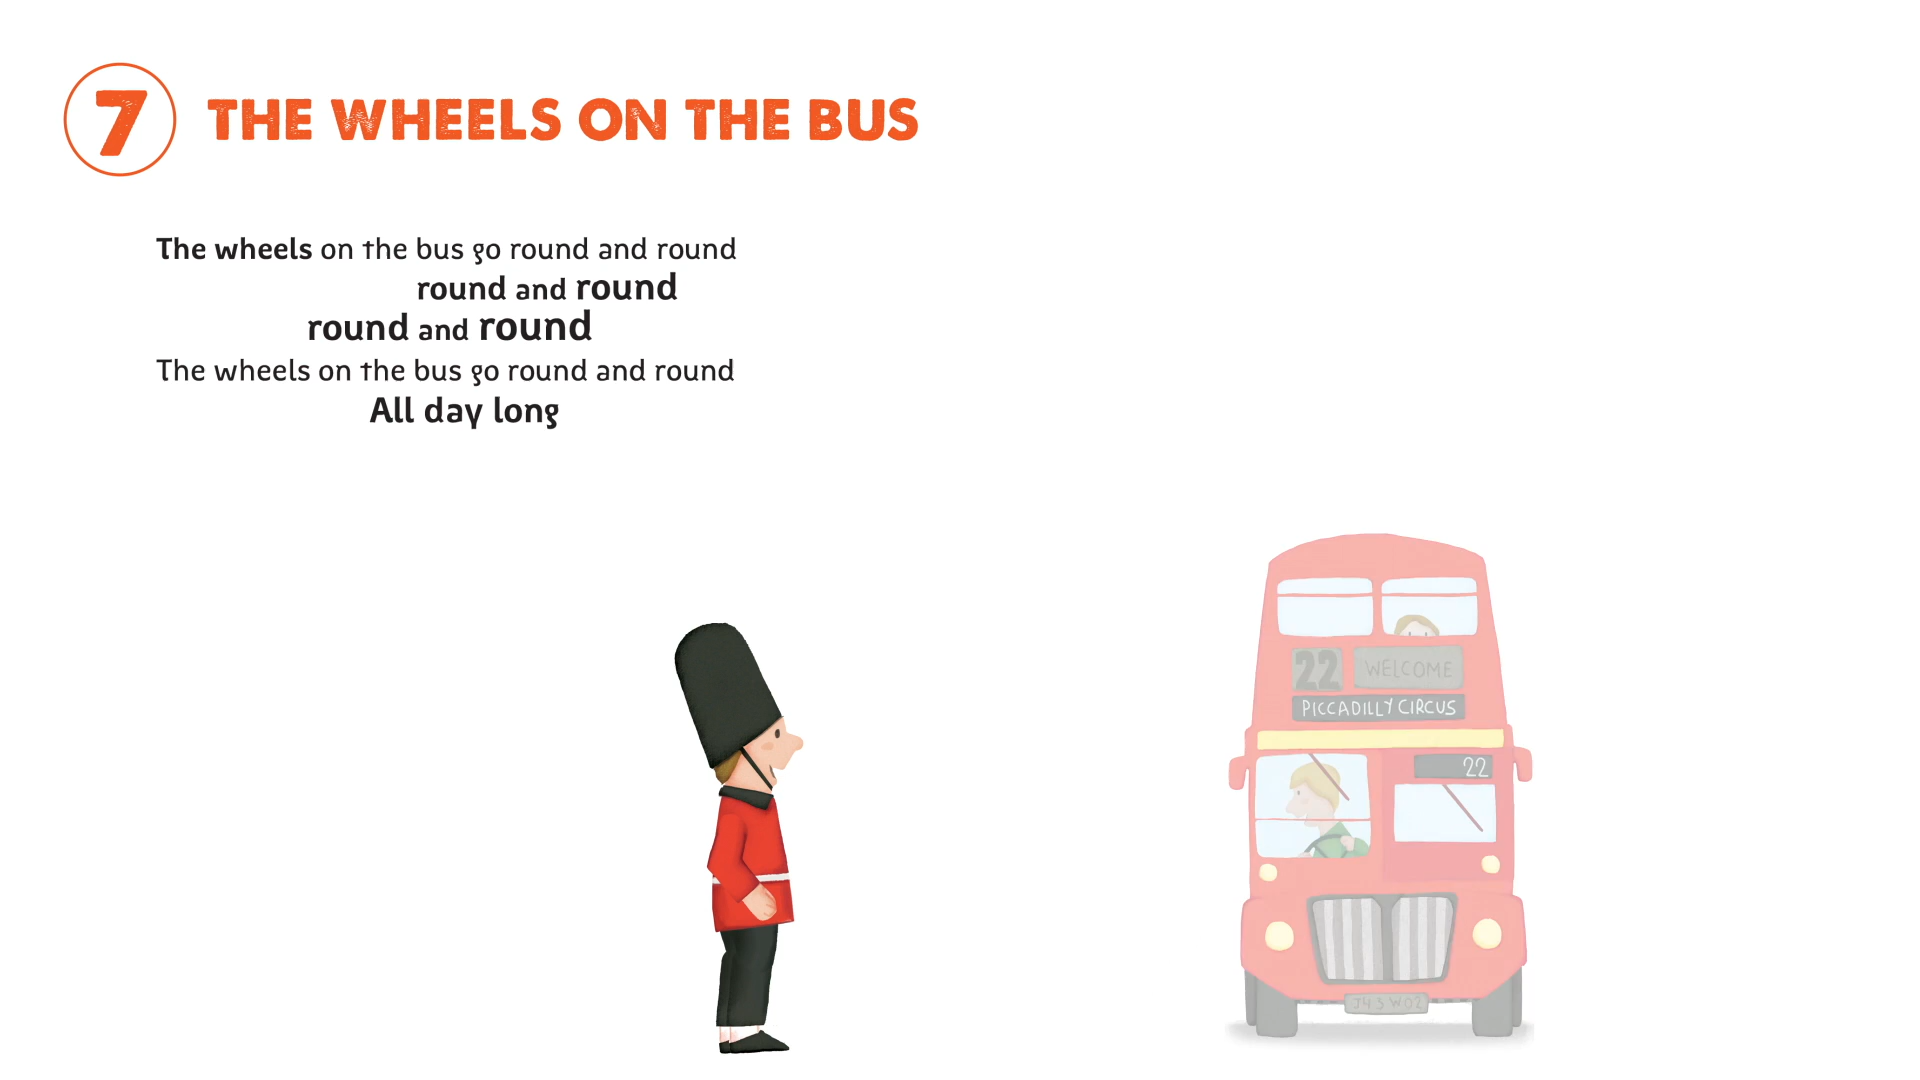 7 THE WHEELS ON THE BUS
The wheels on the bus go round and round
round and round
round and round
The wheels on the bus go round and round
All day long
22 WELCOME
PICCADILLY CIRCUS
22